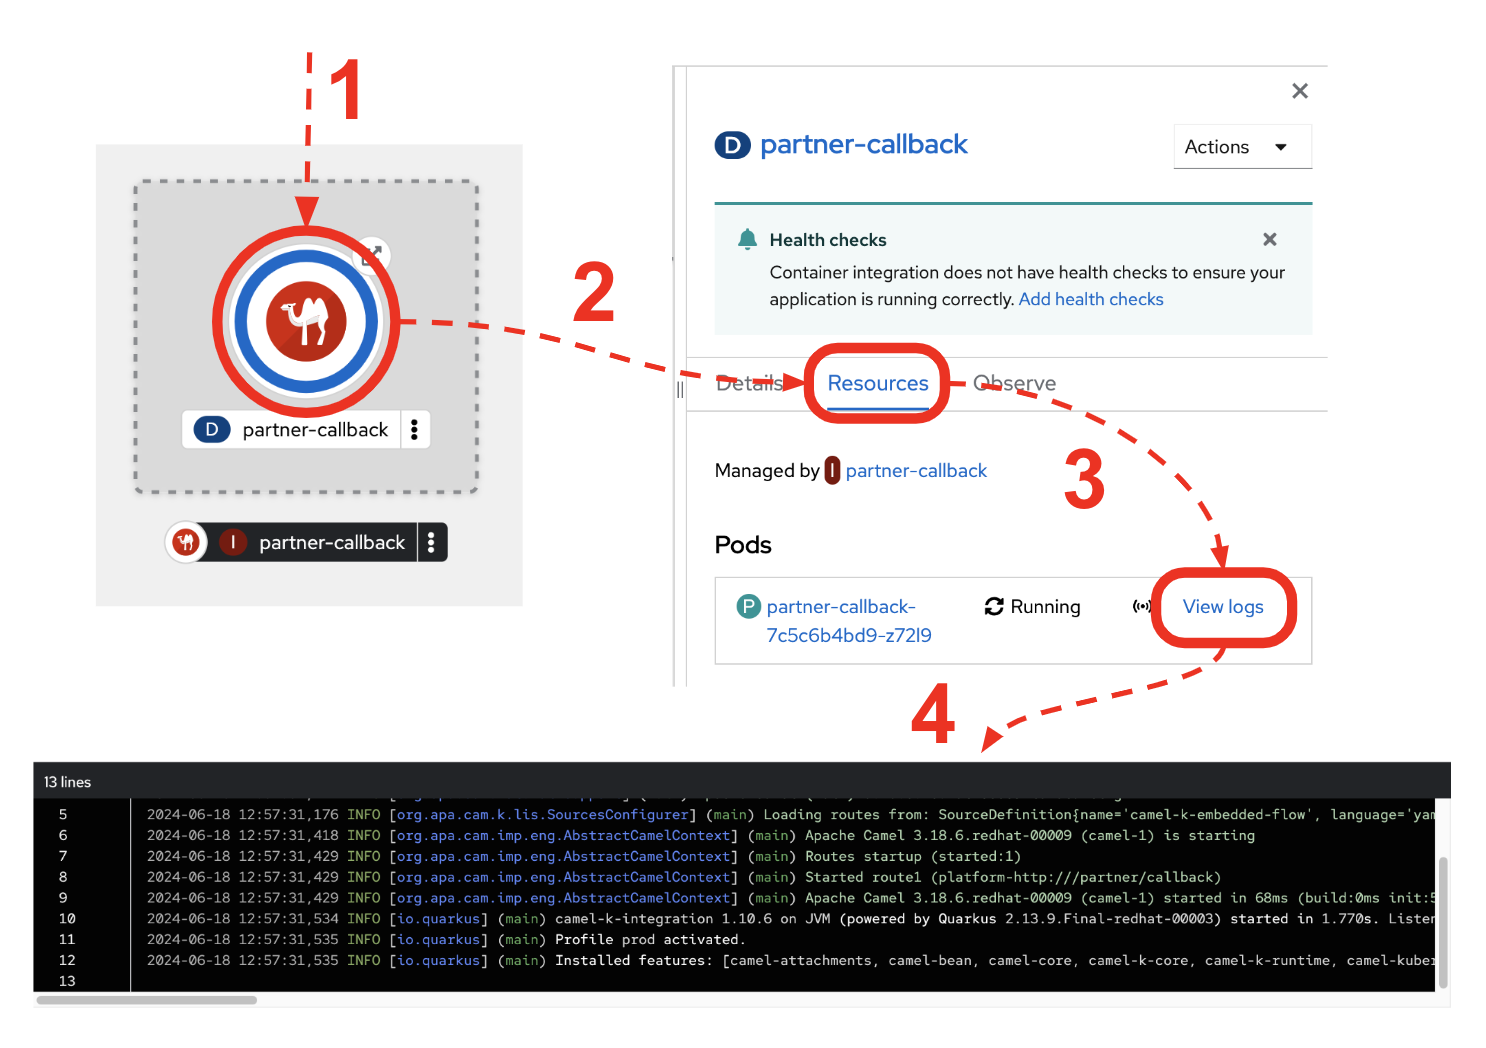 1
D partner-callback
I partner-callback
2
D partner-callback
Actions
Health checks
Container integration does not have health checks to ensure your
application is running correctly. Add health checks
Details Resources Observe
Managed by I partner-callback
3
Pods
P partner-callback-
7c5c6b4bd9-z72l9
Running
View logs
4
13 lines
5 2024-06-18 12:57:31,176 INFO [org.apa.cam.k.lis.SourcesConfigurer] (main) Loading routes from: SourceDefinition{name='camel-k-embedded-flow', language='yam
6 2024-06-18 12:57:31,418 INFO [org.apa.cam.imp.eng.AbstractCamelContext] (main) Apache Camel 3.18.6.redhat-00009 (camel-1) is starting
7 2024-06-18 12:57:31,429 INFO [org.apa.cam.imp.eng.AbstractCamelContext] (main) Routes startup (started:1)
8 2024-06-18 12:57:31,429 INFO [org.apa.cam.imp.eng.AbstractCamelContext] (main) Started route1 (platform-http:///partner/callback)
9 2024-06-18 12:57:31,429 INFO [org.apa.cam.imp.eng.AbstractCamelContext] (main) Apache Camel 3.18.6.redhat-00009 (camel-1) started in 68ms (build:0ms init:5
10 2024-06-18 12:57:31,534 INFO [io.quarkus] (main) camel-k-integration 1.10.6 on JVM (powered by Quarkus 2.13.9.Final-redhat-00003) started in 1.770s. Listen
11 2024-06-18 12:57:31,535 INFO [io.quarkus] (main) Profile prod activated.
12 2024-06-18 12:57:31,535 INFO [io.quarkus] (main) Installed features: [camel-attachments, camel-bean, camel-core, camel-k-core, camel-k-runtime, camel-kuber
13